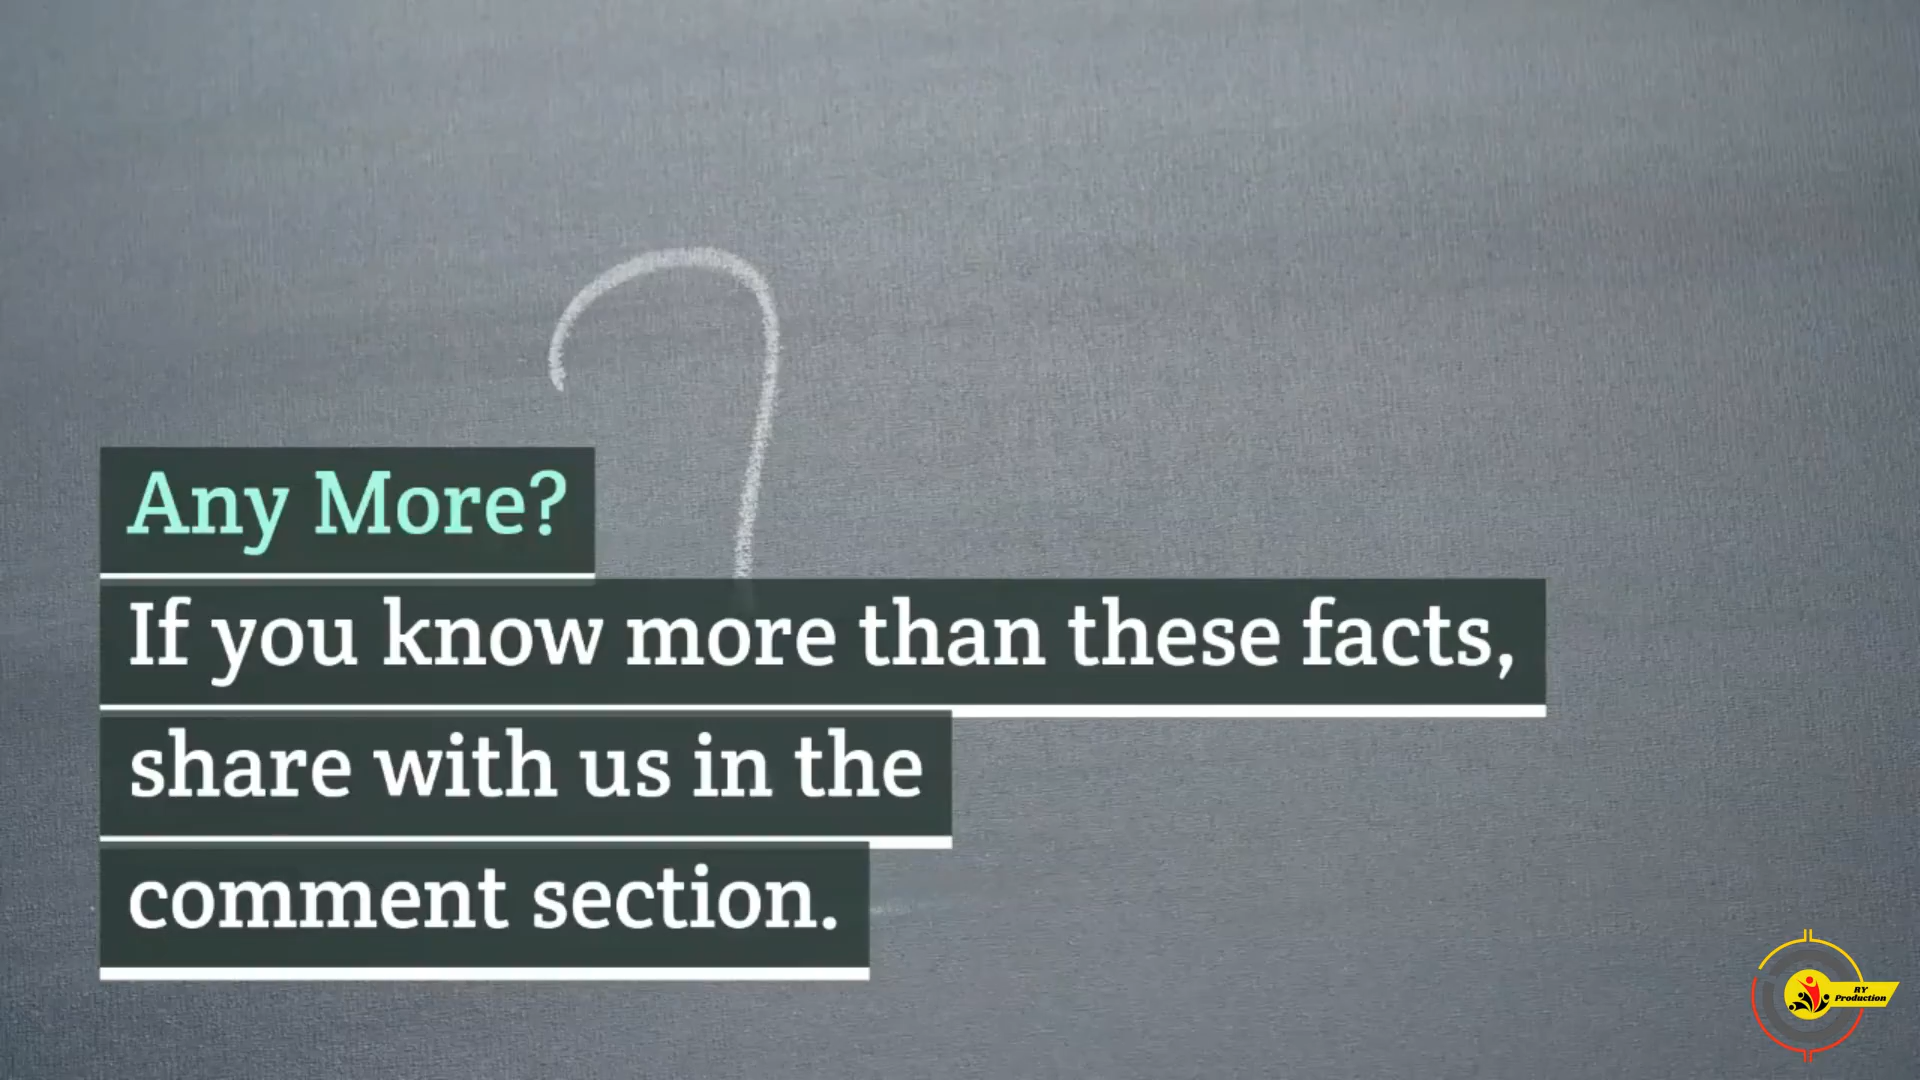 Any More?
If you know more than these facts,
share with us in the
comment section.
RY
Production